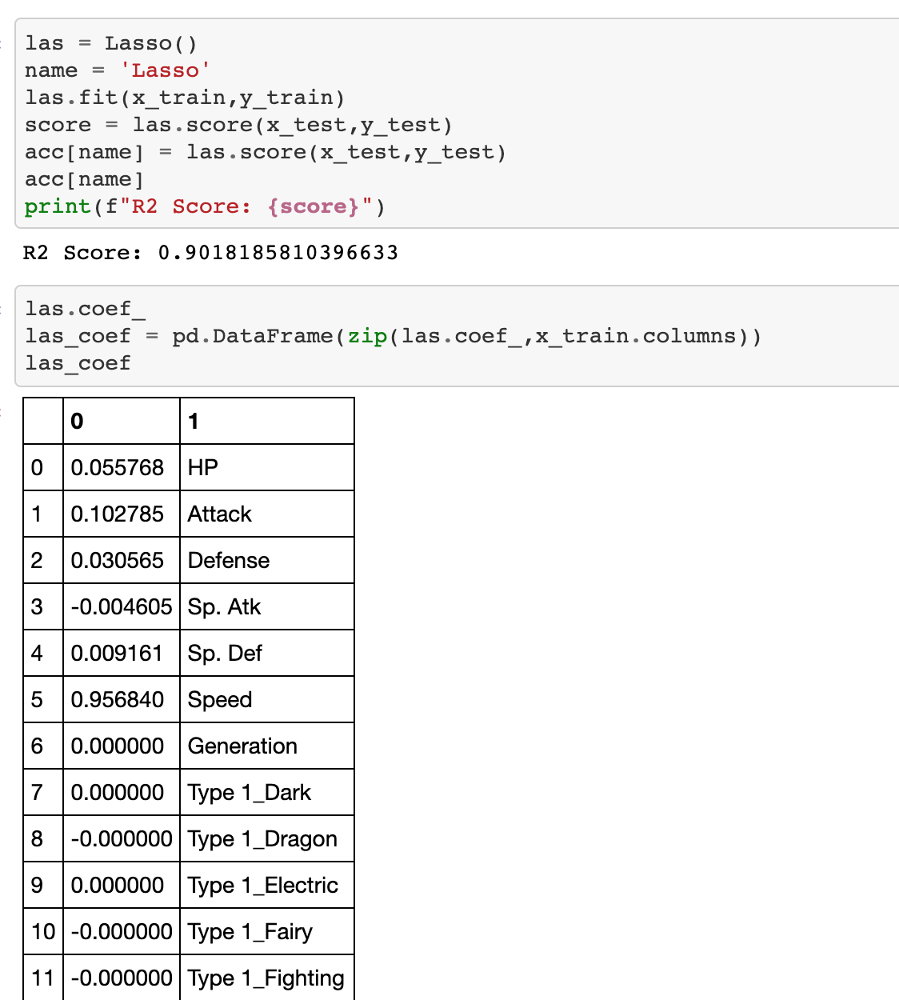 las = Lasso()
name = 'Lasso'
las.fit(x_train,y_train)
score = las.score(x_test,y_test)
acc[name] = las.score(x_test,y_test)
acc[name]
print(f"R2 Score: {score}")
R2 Score: 0.9018185810396633
las.coef_
las_coef = pd.DataFrame(zip(las.coef_,x_train.columns))
las_coef
0 1
0 0.055768 HP
1 0.102785 Attack
2 0.030565 Defense
3 -0.004605 Sp. Atk
4 0.009161 Sp. Def
5 0.956840 Speed
6 0.000000 Generation
7 0.000000 Type 1_Dark
8 -0.000000 Type 1_Dragon
9 0.000000 Type 1_Electric
10 -0.000000 Type 1_Fairy
11 -0.000000 Type 1_Fighting